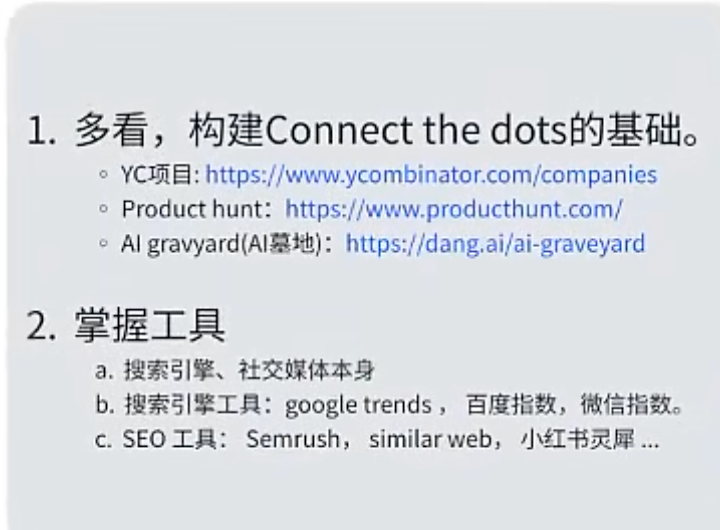 1. 多看，构建Connect the dots的基础。
◦ YC项目: https://www.ycombinator.com/companies
◦ Product hunt：https://www.producthunt.com/
◦ AI gravyard(AI墓地)：https://dang.ai/ai-graveyard
2. 掌握工具
a. 搜索引擎、社交媒体本身
b. 搜索引擎工具：google trends ， 百度指数，微信指数。
c. SEO 工具： Semrush， similar web， 小红书灵犀 ...